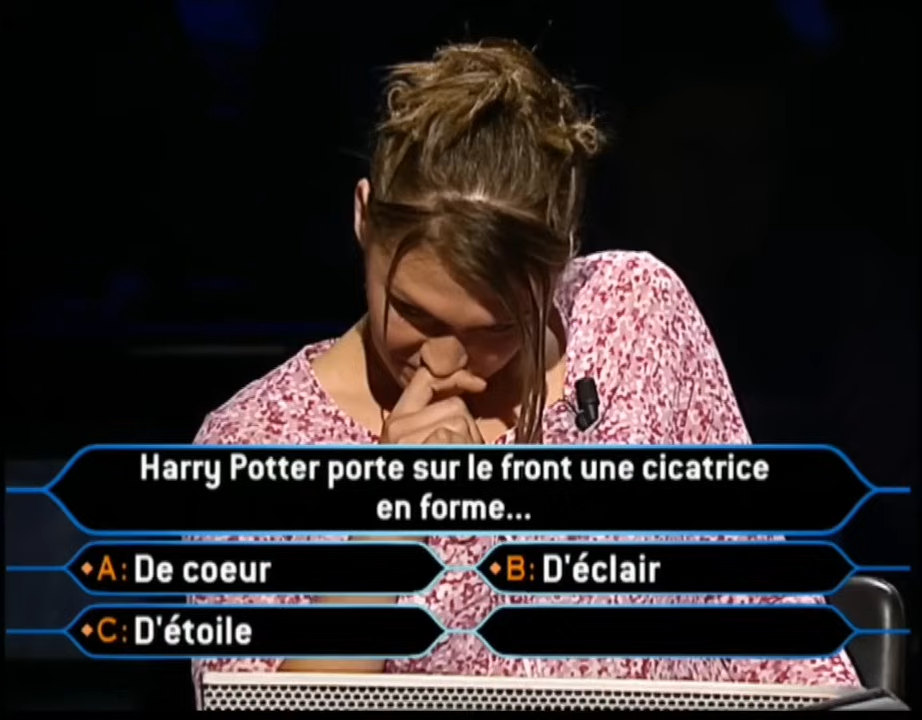 Harry Potter porte sur le front une cicatrice
en forme...
A: De coeur
B: D'éclair
C: D'étoile